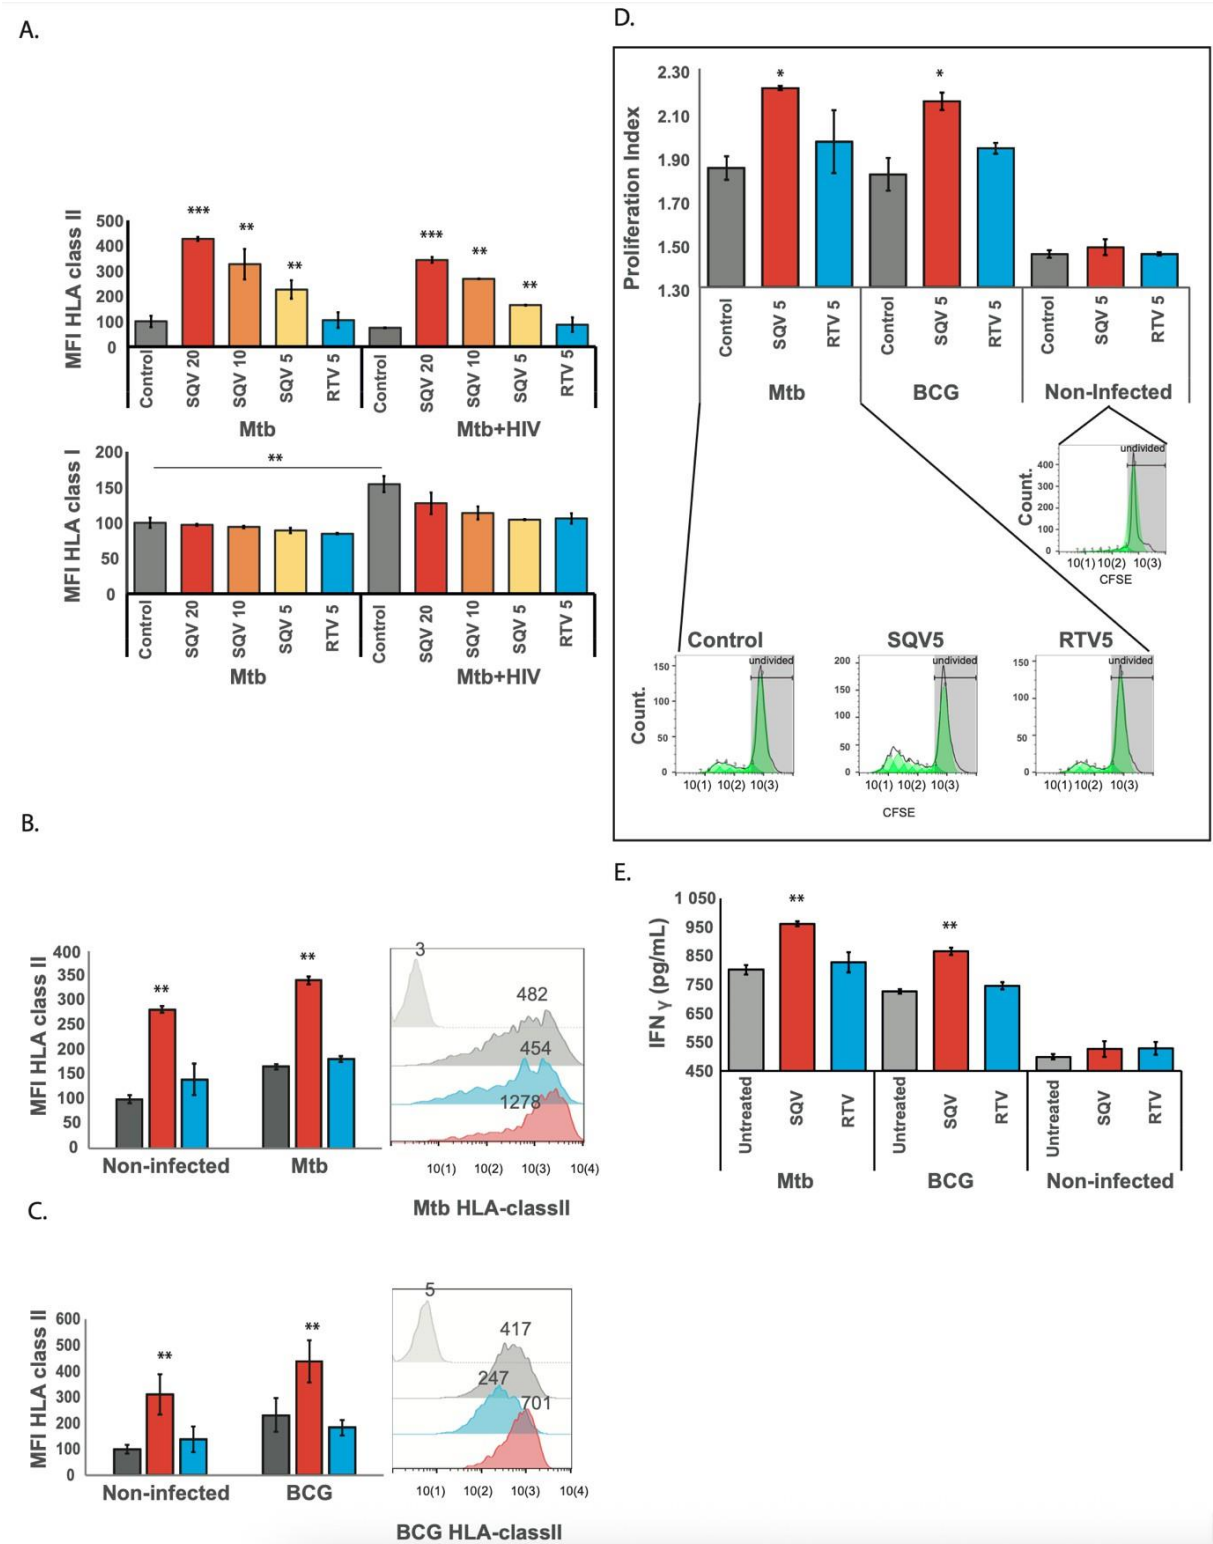 A.
MFI HLA class II
500
400
300
200
100
0
***
**
**
***
**
**
Control
SQV 20
SQV 10
SQV 5
RTV 5
Control
SQV 20
SQV 10
SQV 5
RTV 5
Mtb
Mtb+HIV
MFI HLA class I
200
150
100
50
0
**
Control
SQV 20
SQV 10
SQV 5
RTV 5
Control
SQV 20
SQV 10
SQV 5
RTV 5
Mtb
Mtb+HIV
B.
MFI HLA class II
400
350
300
250
200
150
100
50
0
**
**
Non-infected
Mtb
3
482
454
1278
10(1) 10(2) 10(3) 10(4)
Mtb HLA-classII
C.
MFI HLA class II
600
500
400
300
200
100
0
**
**
Non-infected
BCG
5
417
247
701
10(1) 10(2) 10(3) 10(4)
BCG HLA-classII
D.
Proliferation Index
2.30
2.10
1.90
1.70
1.50
1.30
*
*
Control
SQV 5
RTV 5
Control
SQV 5
RTV 5
Control
SQV 5
RTV 5
Mtb
BCG
Non-Infected
undivided
Count.
400
300
200
100
0
10(1) 10(2) 10(3)
CFSE
Control
undivided
Count.
150
100
50
0
10(1) 10(2) 10(3)
SQV5
undivided
200
150
100
50
0
10(1) 10(2) 10(3)
CFSE
RTV5
undivided
150
100
50
0
10(1) 10(2) 10(3)
E.
IFN γ (pg/mL)
1 050
950
850
750
650
550
450
**
**
Untreated
SQV
RTV
Untreated
SQV
RTV
Untreated
SQV
RTV
Mtb
BCG
Non-infected